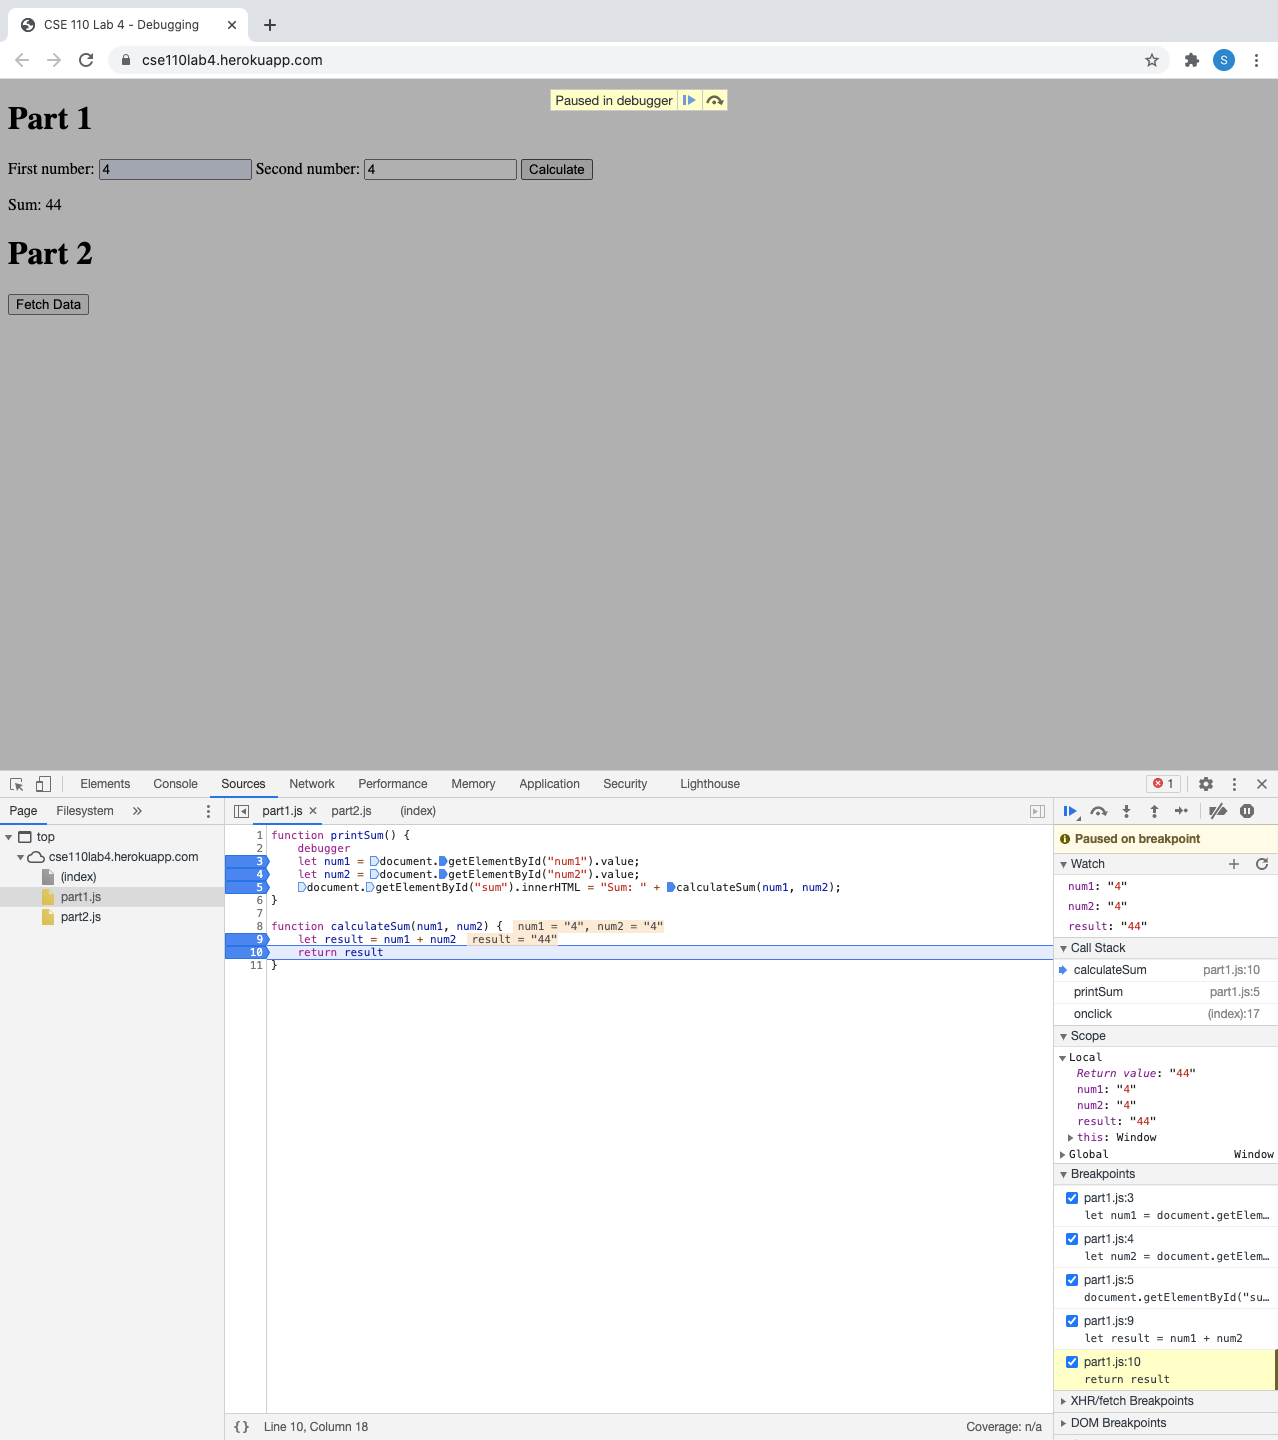 CSE 110 Lab 4 - Debugging
cse110lab4.herokuapp.com
S
Paused in debugger
Part 1
First number: 4 Second number: 4 Calculate
Sum: 44
Part 2
Fetch Data
Elements Console Sources Network Performance Memory Application Security Lighthouse 1
Page Filesystem »
part1.js × part2.js (index)
top
cse110lab4.herokuapp.com
(index)
part1.js
part2.js
1 function printSum() {
2 debugger
3 let num1 = document.getElementById("num1").value;
4 let num2 = document.getElementById("num2").value;
5 document.getElementById("sum").innerHTML = "Sum: " + calculateSum(num1, num2);
6 }
7
8 function calculateSum(num1, num2) { num1 = "4", num2 = "4"
9 let result = num1 + num2 result = "44"
10 return result
11 }
{} Line 10, Column 18
Coverage: n/a
Paused on breakpoint
Watch
num1: "4"
num2: "4"
result: "44"
Call Stack
calculateSum part1.js:10
printSum part1.js:5
onclick (index):17
Scope
Local
Return value: "44"
num1: "4"
num2: "4"
result: "44"
this: Window
Global Window
Breakpoints
part1.js:3
let num1 = document.getElem…
part1.js:4
let num2 = document.getElem…
part1.js:5
document.getElementById("su…
part1.js:9
let result = num1 + num2
part1.js:10
return result
XHR/fetch Breakpoints
DOM Breakpoints